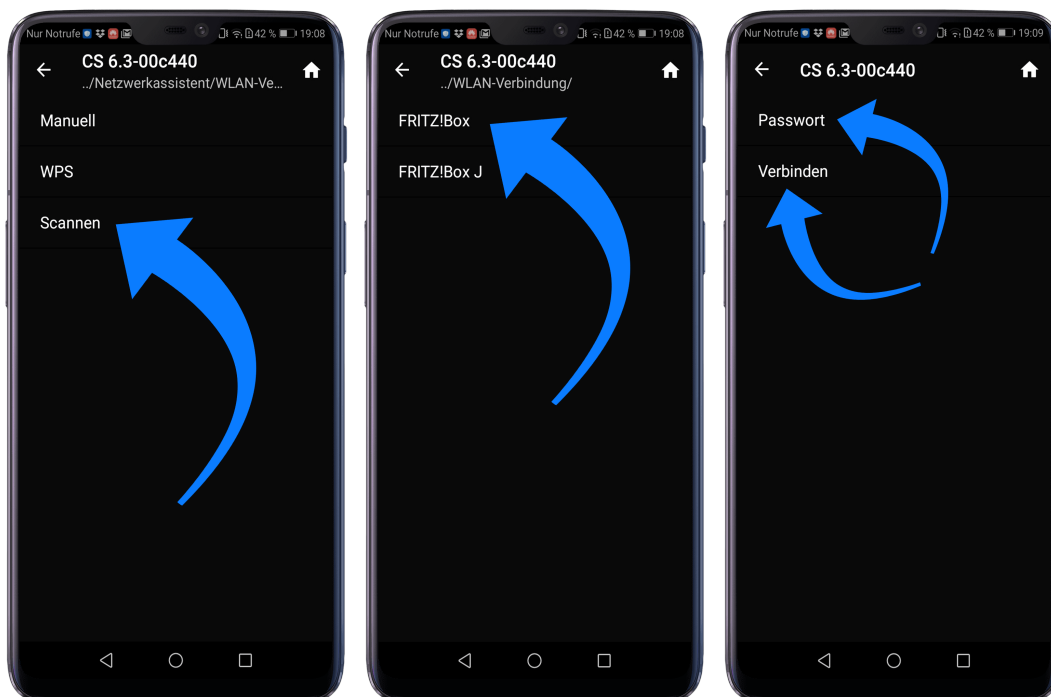 Nur Notrufe 42 % 19:08
CS 6.3-00c440
../Netzwerkassistent/WLAN-Ve...
Manuell
WPS
Scannen
Nur Notrufe 42 % 19:08
CS 6.3-00c440
../WLAN-Verbindung/
FRITZ!Box
FRITZ!Box J
Nur Notrufe 42 % 19:09
CS 6.3-00c440
Passwort
Verbinden